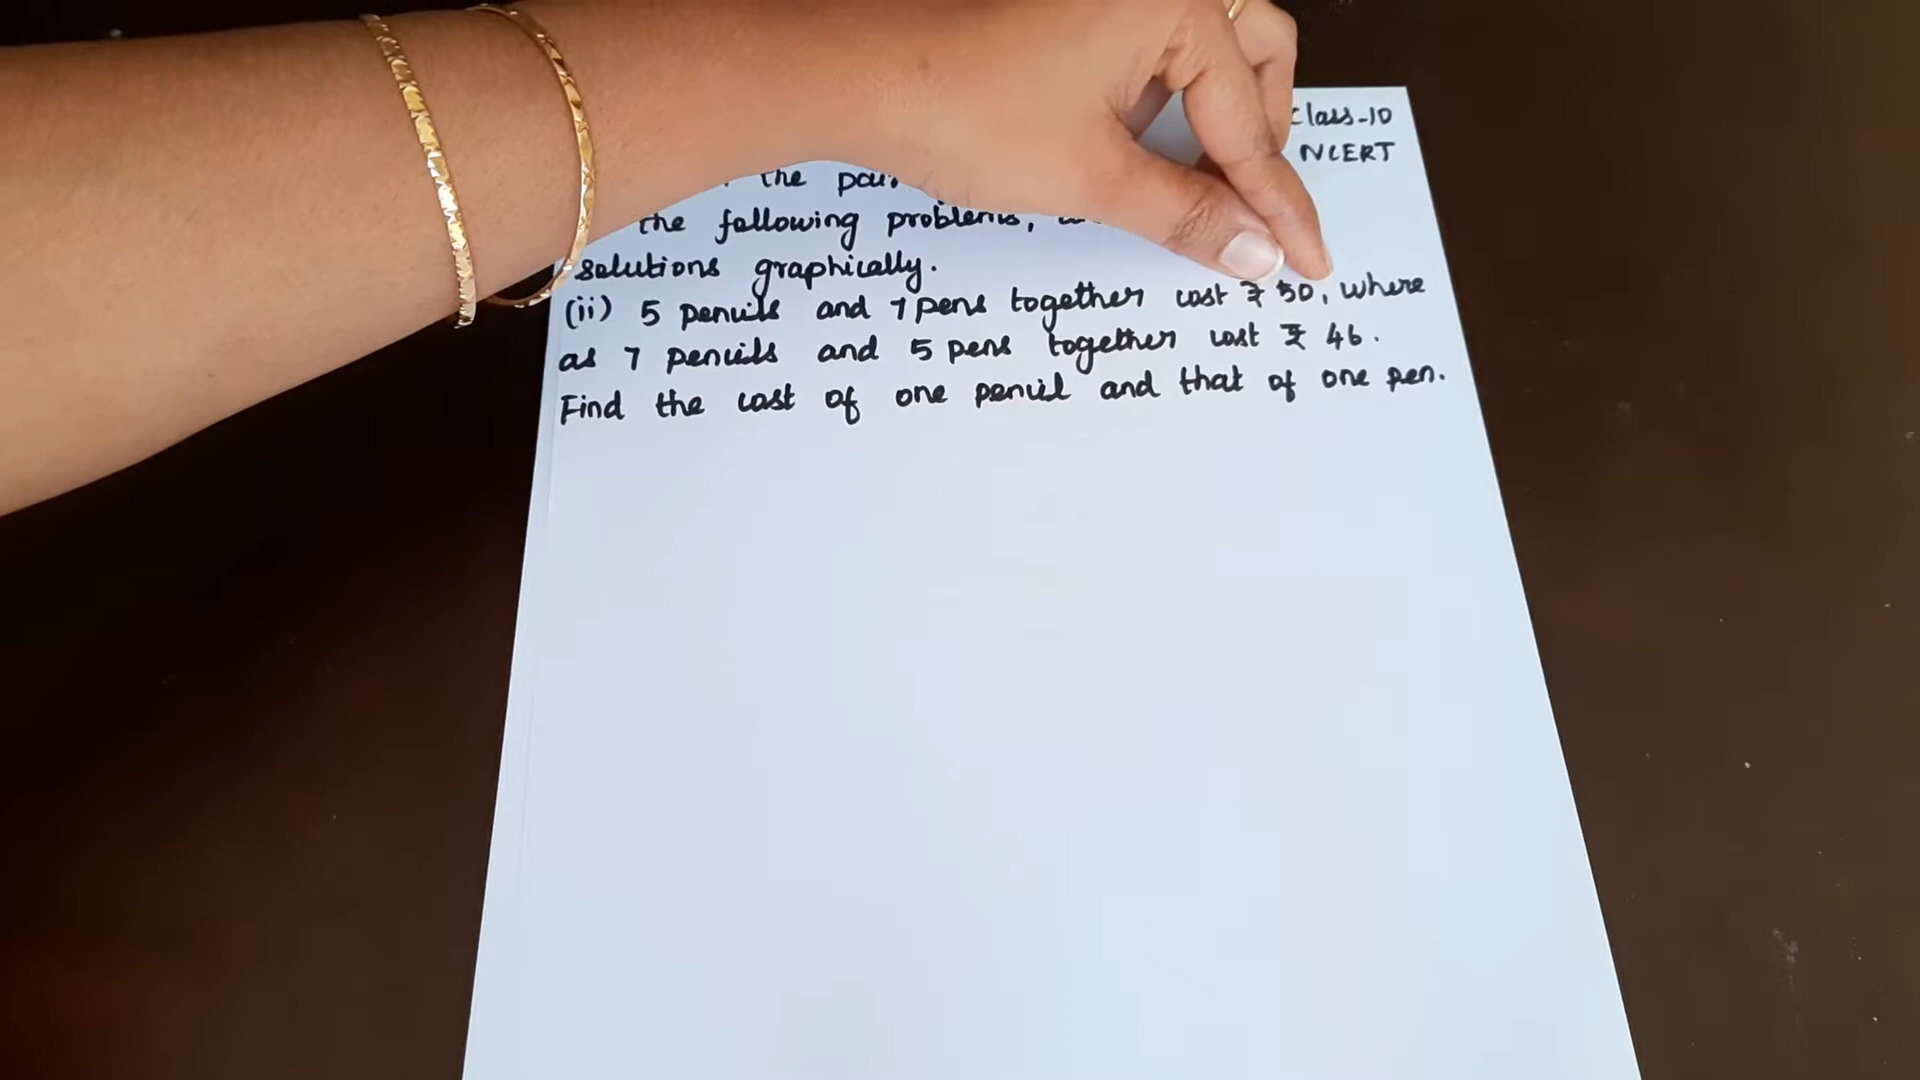 Class-10
NCERT
the
the following problems,
solutions graphically.
(ii) 5 pencils and 7 pens together cost ₹ 50, where
as 7 pencils and 5 pens together cost ₹ 46.
Find the cost of one pencil and that of one pen.